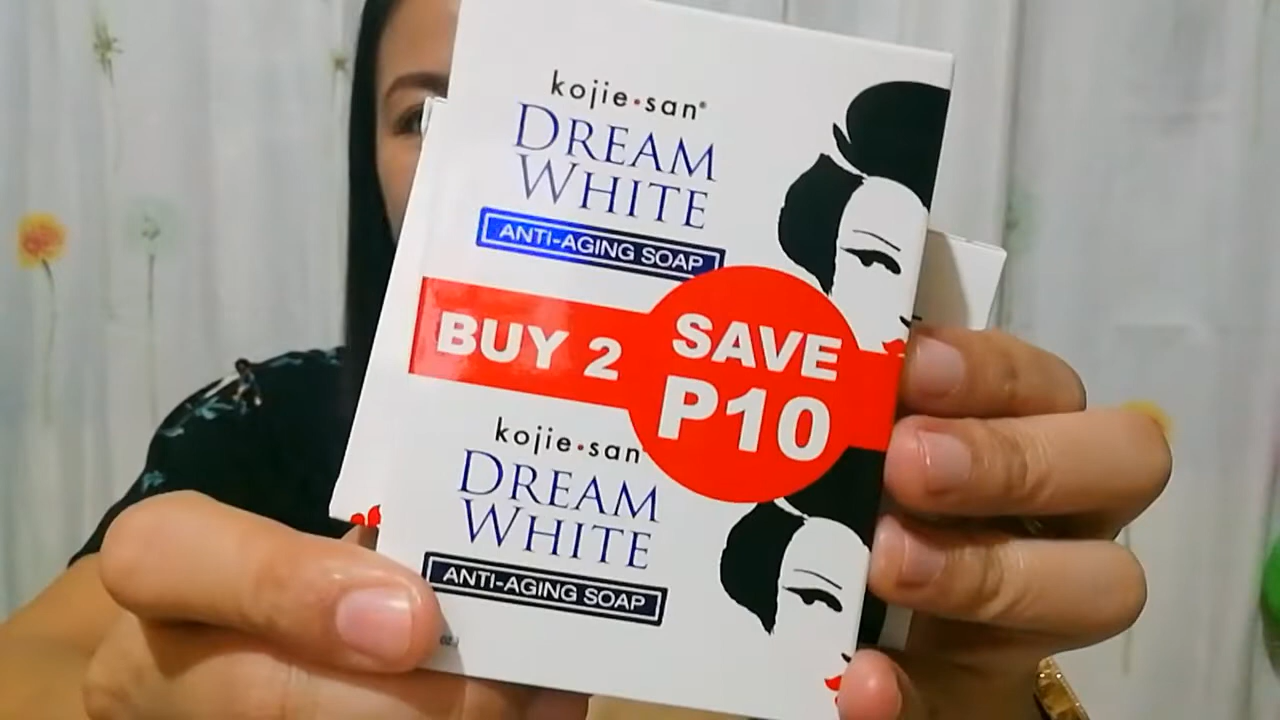 kojie•san®
DREAM
WHITE
ANTI-AGING SOAP
BUY 2
SAVE
P10
kojie•san
DREAM
WHITE
ANTI-AGING SOAP